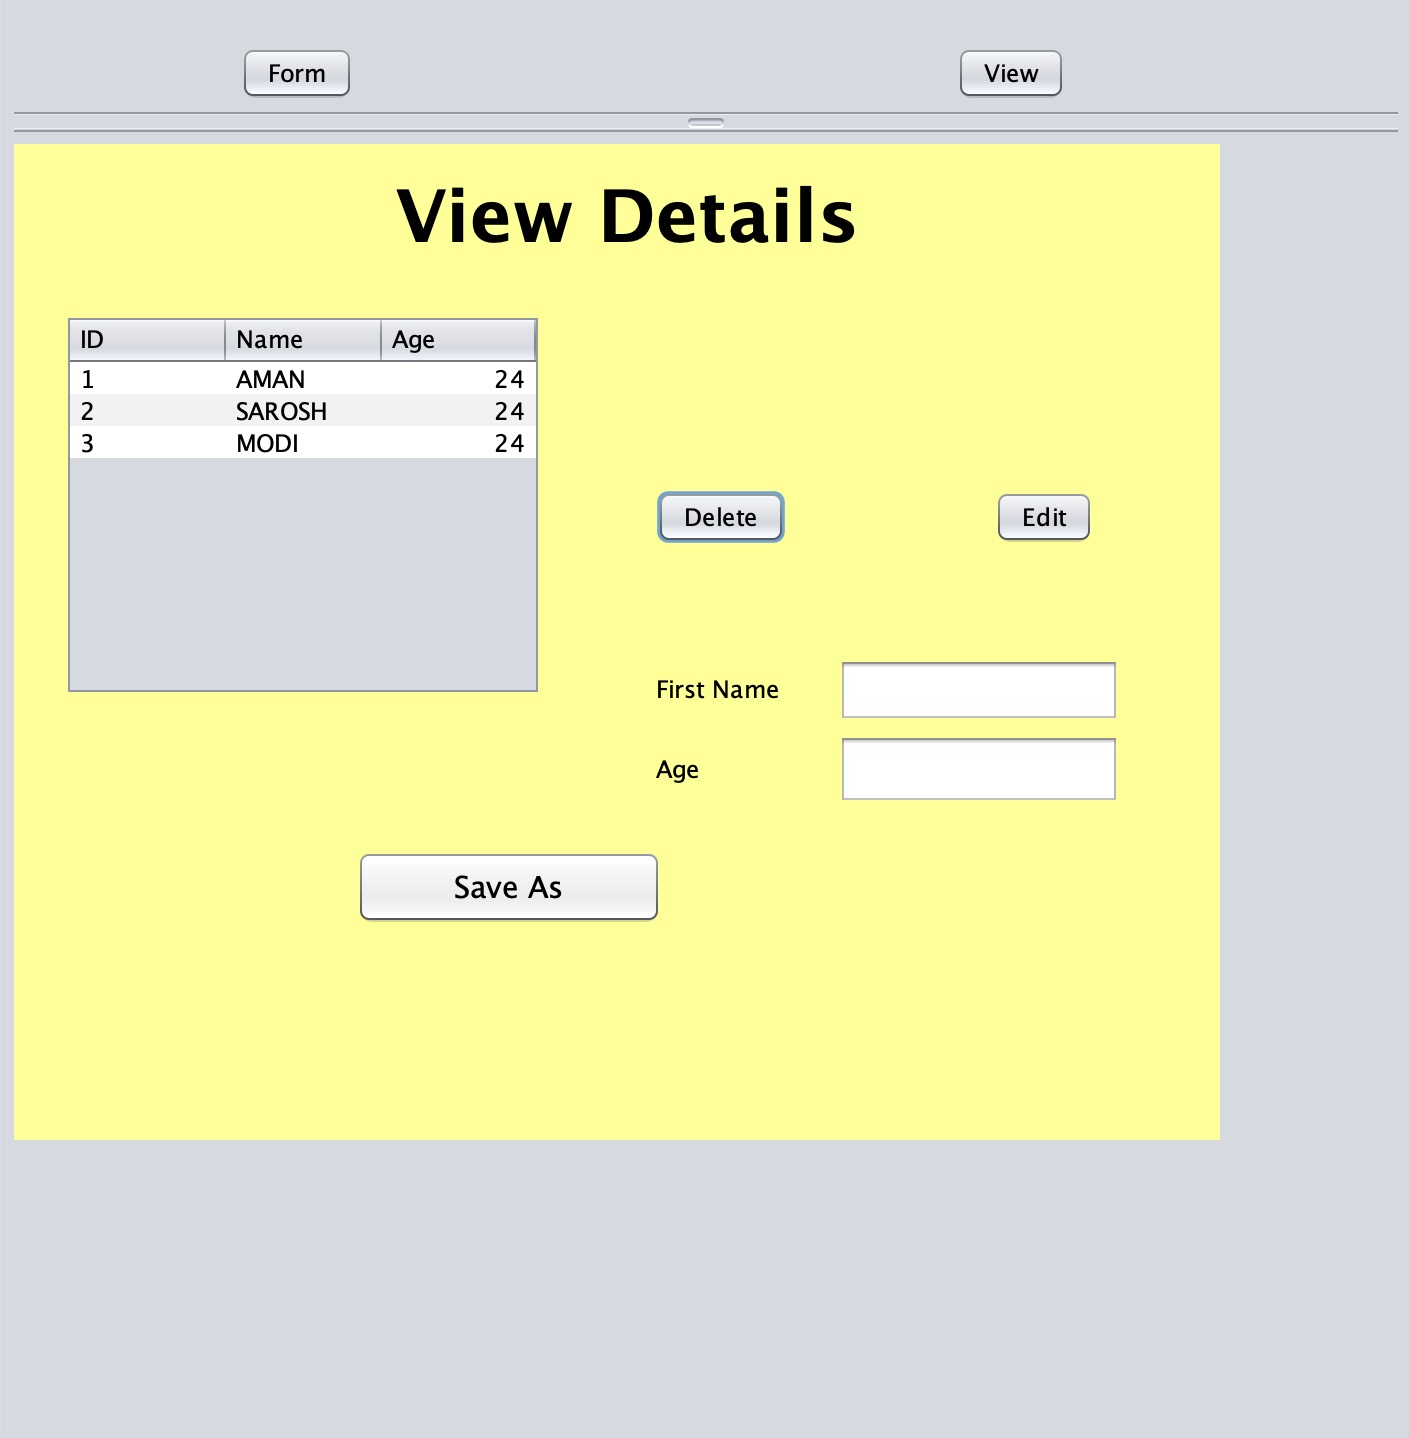 Form View
View Details
ID Name Age
1 AMAN 24
2 SAROSH 24
3 MODI 24
Delete Edit
First Name
Age
Save As